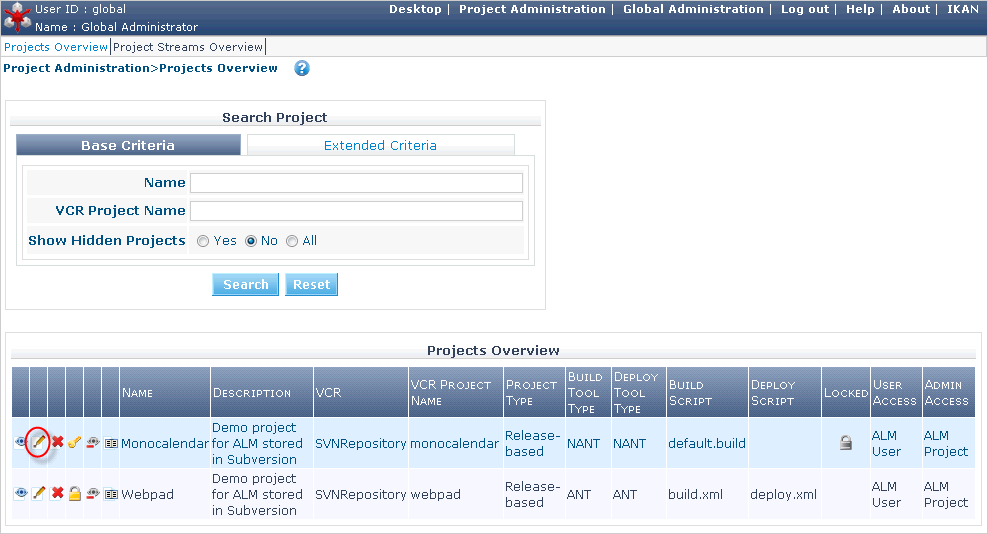 User ID : global
Name : Global Administrator
Desktop | Project Administration | Global Administration | Log out | Help | About | IKAN
Projects Overview Project Streams Overview
Project Administration>Projects Overview ?
Search Project
Base Criteria Extended Criteria
Name
VCR Project Name
Show Hidden Projects Yes No All
Search Reset
Projects Overview
Name Description VCR VCR Project Name Project Type Build Tool Type Deploy Tool Type Build Script Deploy Script Locked User Access Admin Access
Monocalendar Demo project for ALM stored in Subversion SVNRepository monocalendar Release-based NANT NANT default.build ALM User ALM Project
Webpad Demo project for ALM stored in Subversion SVNRepository webpad Release-based ANT ANT build.xml deploy.xml ALM User ALM Project